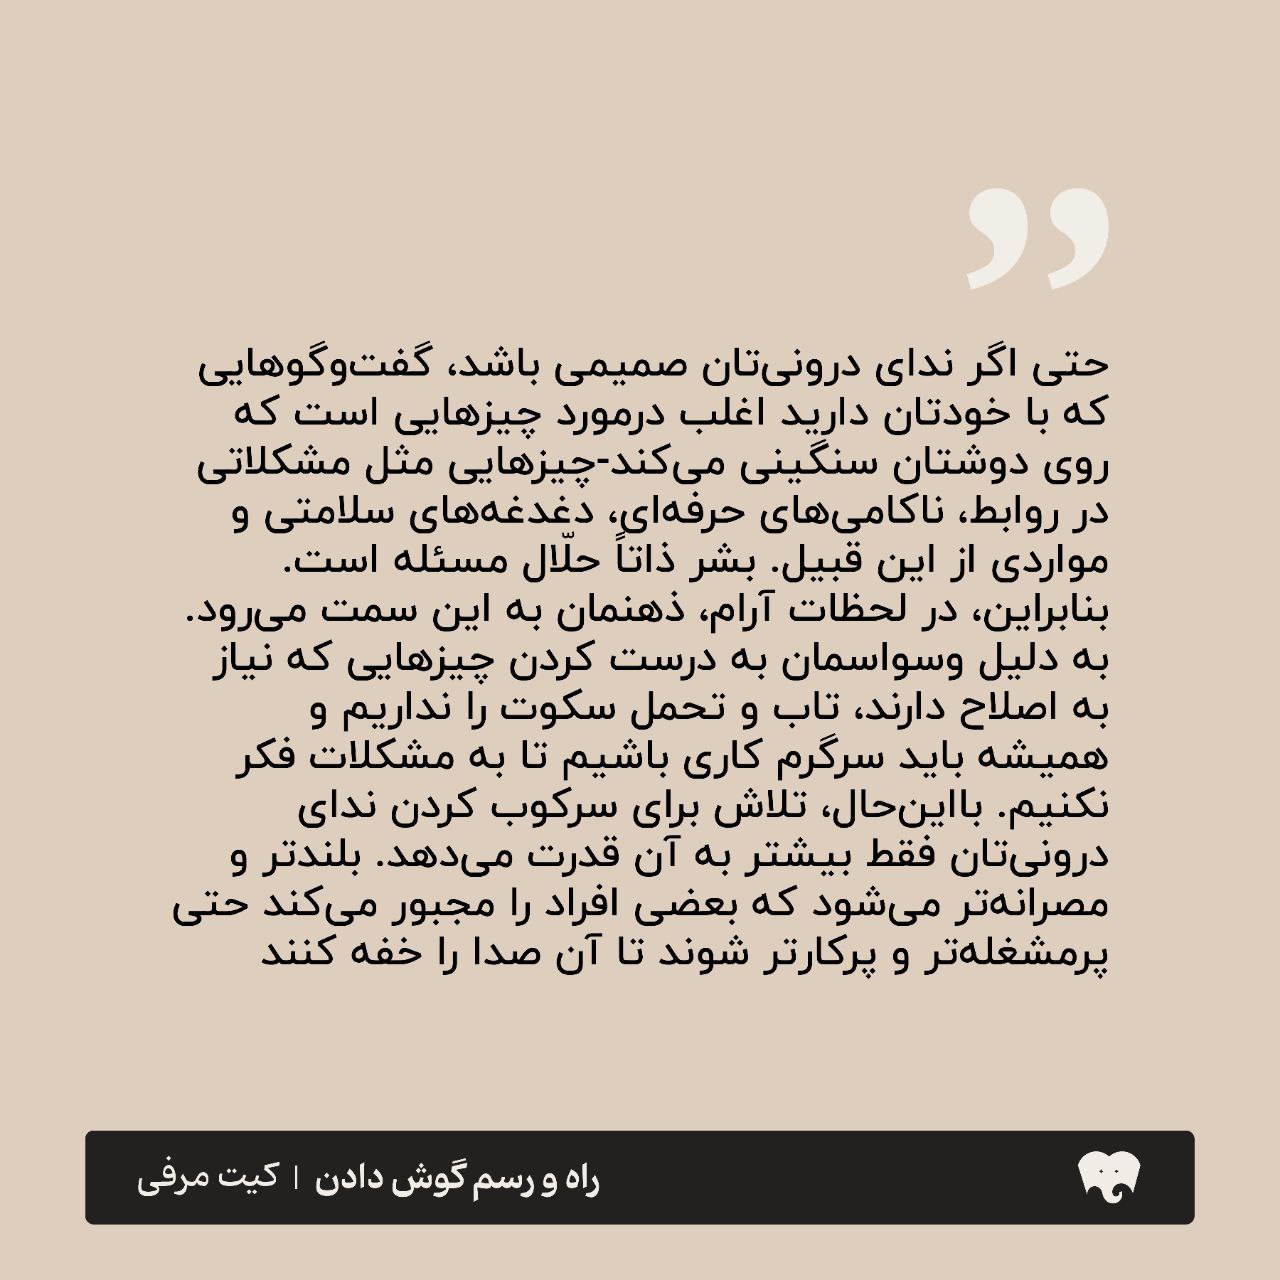 حتی اگر ندای درونی‌تان صمیمی باشد، گفت‌وگوهایی
که با خودتان دارید اغلب درمورد چیزهایی است که
روی دوشتان سنگینی می‌کند-چیزهایی مثل مشکلاتی
در روابط، ناکامی‌های حرفه‌ای، دغدغه‌های سلامتی و
مواردی از این قبیل. بشر ذاتاً حلّال مسئله است.
بنابراین، در لحظات آرام، ذهنمان به این سمت می‌رود.
به دلیل وسواسمان به درست کردن چیزهایی که نیاز
به اصلاح دارند، تاب و تحمل سکوت را نداریم و
همیشه باید سرگرم کاری باشیم تا به مشکلات فکر
نکنیم. بااین‌حال، تلاش برای سرکوب کردن ندای
درونی‌تان فقط بیشتر به آن قدرت می‌دهد. بلندتر و
مصرانه‌تر می‌شود که بعضی افراد را مجبور می‌کند حتی
پرمشغله‌تر و پرکارتر شوند تا آن صدا را خفه کنند
راه و رسم گوش دادن | کیت مرفی